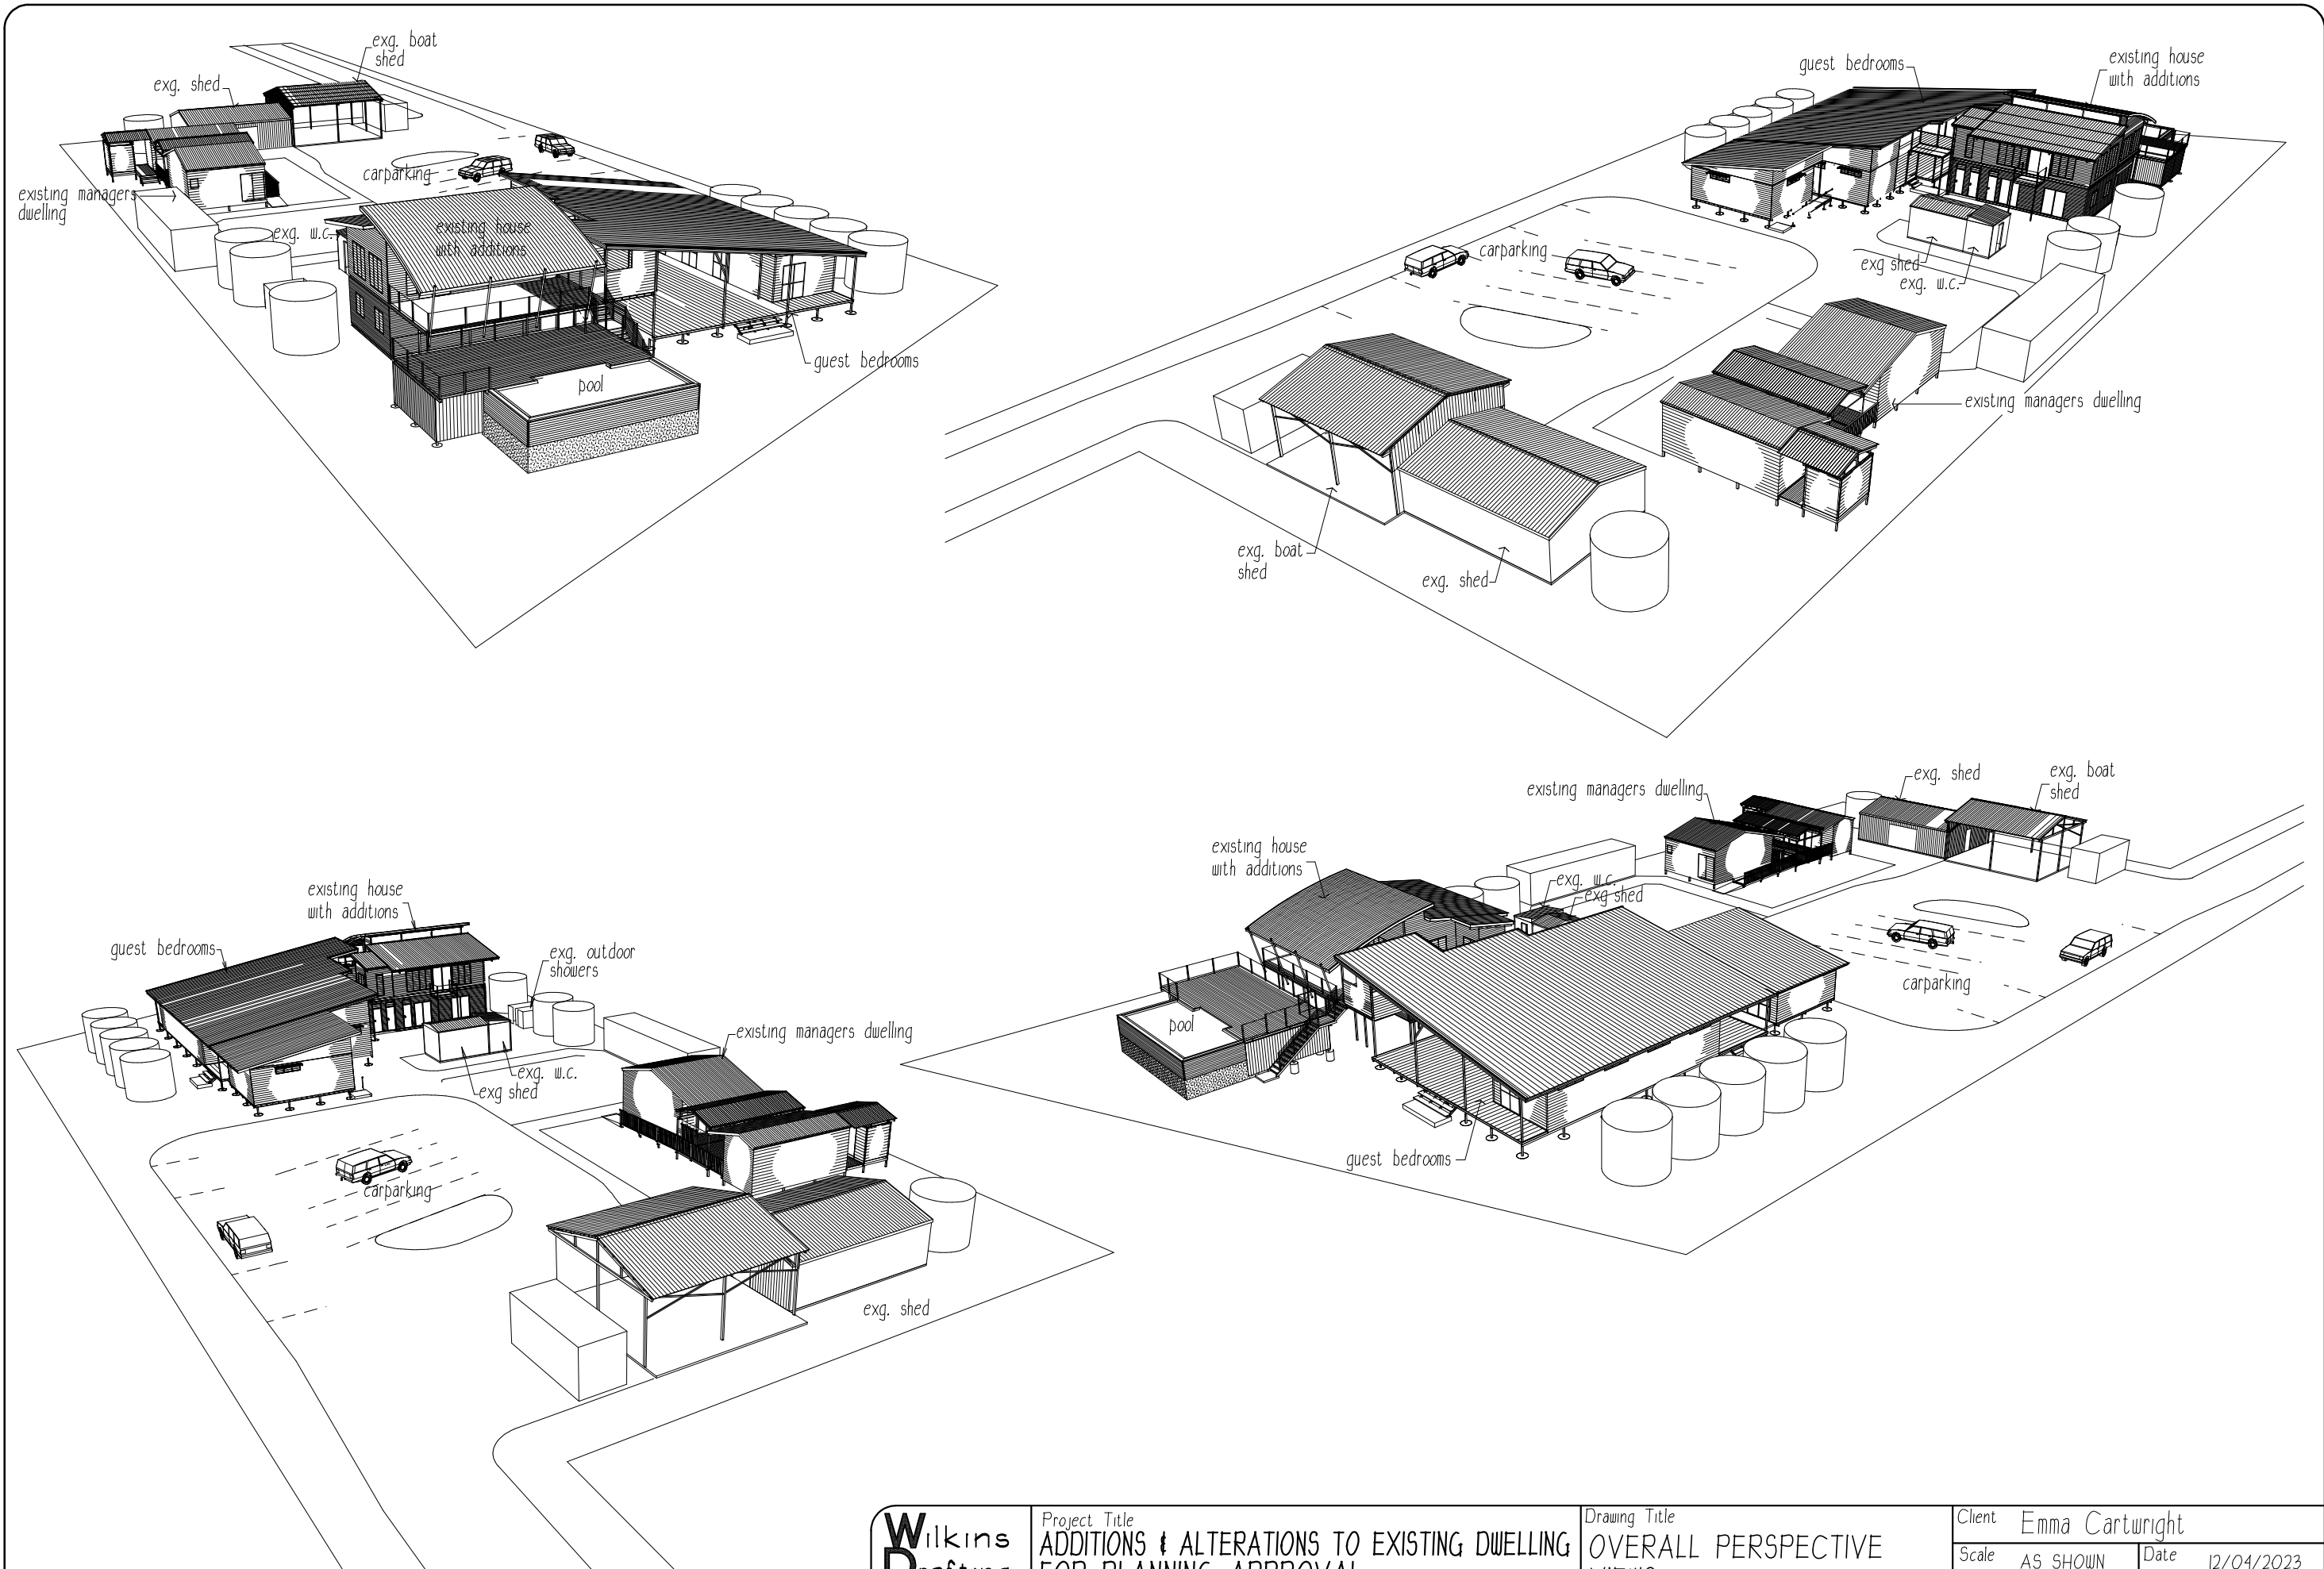 exg. boat
shed
exg. shed
carparking
existing managers
dwelling
exg. w.c.
existing house
with additions
guest bedrooms
pool
guest bedrooms
existing house
with additions
carparking
exg shed
exg. w.c.
existing managers dwelling
exg. boat
shed
exg. shed
existing house
with additions
guest bedrooms
exg. outdoor
showers
existing managers dwelling
exg. w.c.
exg shed
carparking
exg. shed
existing managers dwelling
exg. shed
exg. boat
shed
existing house
with additions
exg. w.c.
exg shed
carparking
pool
guest bedrooms
Wilkins
Drafting
Project Title
ADDITIONS & ALTERATIONS TO EXISTING DWELLING
FOR PLANNING APPROVAL
Drawing Title
OVERALL PERSPECTIVE
Client Emma Cartwright
Scale AS SHOWN
Date 12/04/2023